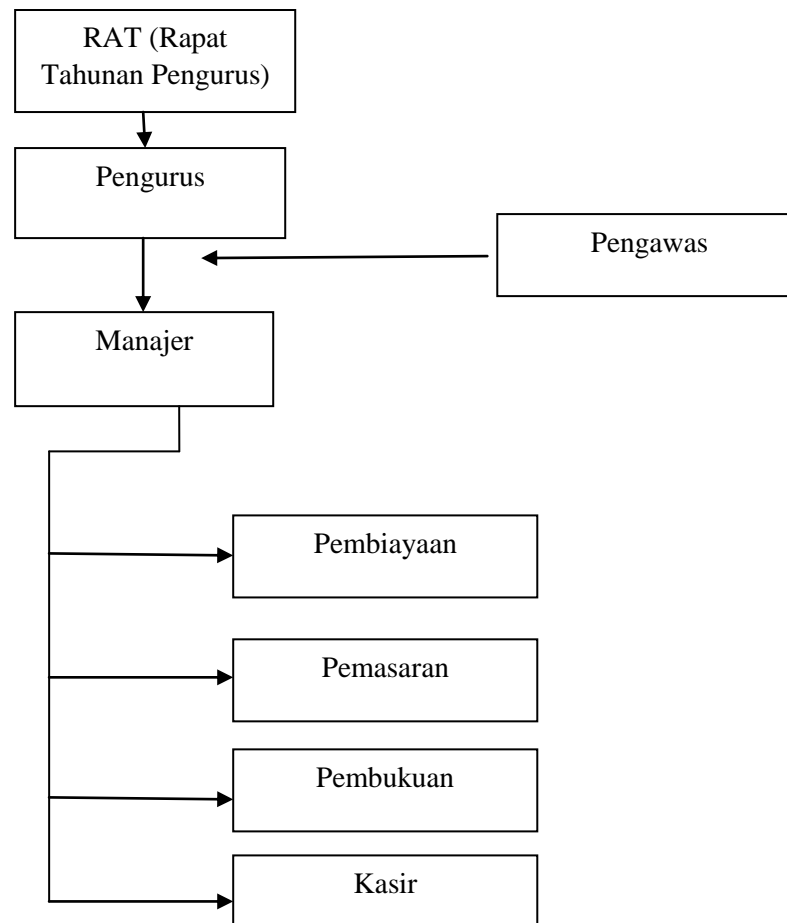 RAT (Rapat
Tahunan Pengurus)
Pengurus
Pengawas
Manajer
Pembiayaan
Pemasaran
Pembukuan
Kasir